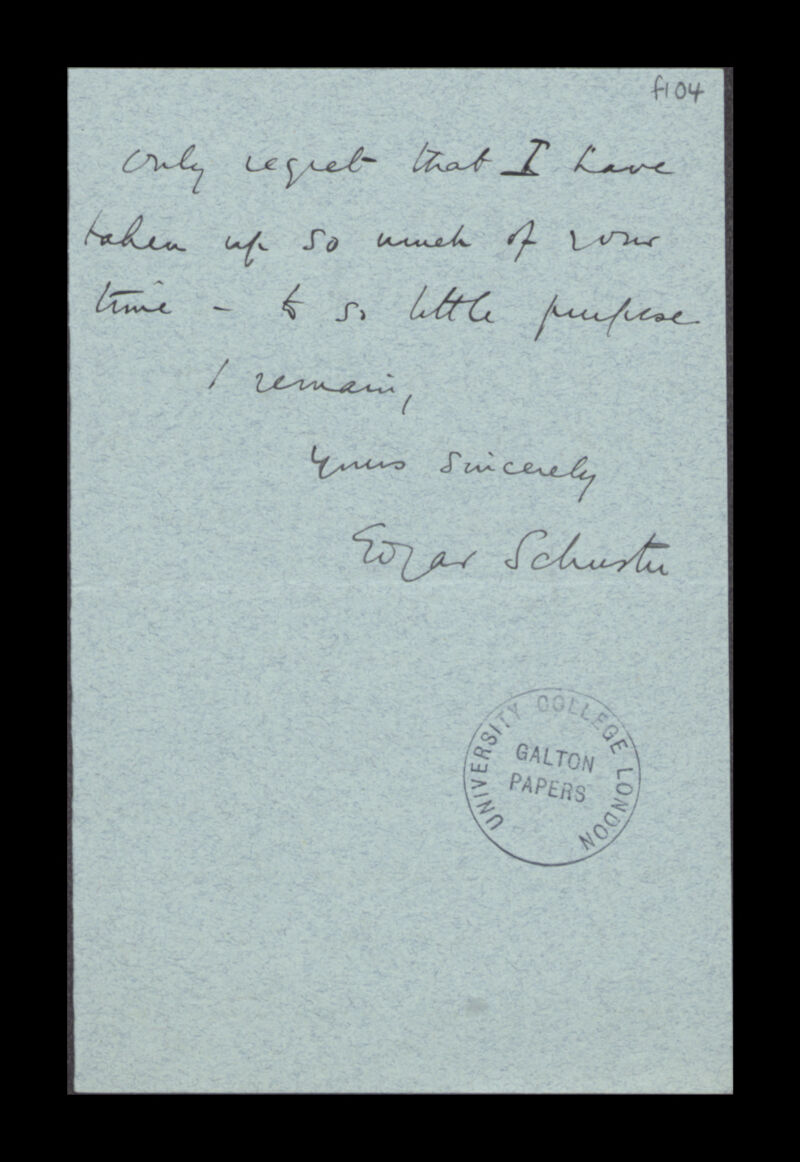 f104
only regret that I have
taken up so much of your
time - to so little purpose
I remain,
Yours sincerely
Edgar Schuster
UNIVERSITY COLLEGE LONDON
GALTON
PAPERS